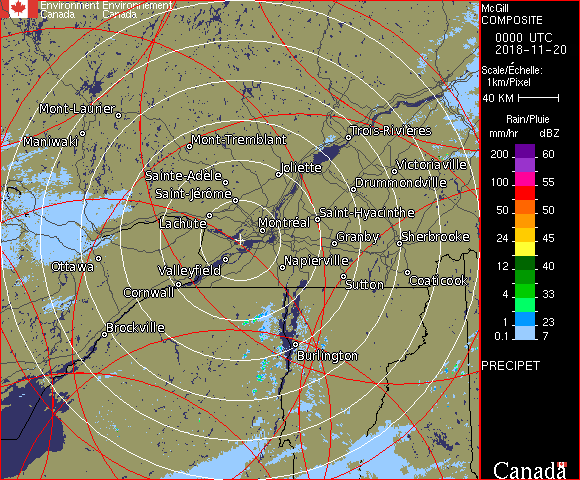 Environment Environnement
Canada Canada
McGill
COMPOSITE
0000 UTC
2018-11-20
Scale/Échelle:
1km/Pixel
40 KM
Rain/Pluie
mm/hr dBZ
200 60
100 55
50 50
24 45
12 40
4 33
1 23
0.1 7
PRECIPET
Canada
Mont-Laurier
Maniwaki
Mont-Tremblant
Trois-Rivières
Sainte-Adèle
Joliette
Victoriaville
Saint-Jérôme
Drummondville
Lachute
Montréal
Saint-Hyacinthe
Granby
Sherbrooke
Ottawa
Valleyfield
Napierville
Cornwall
Sutton
Coaticook
Brockville
Burlington